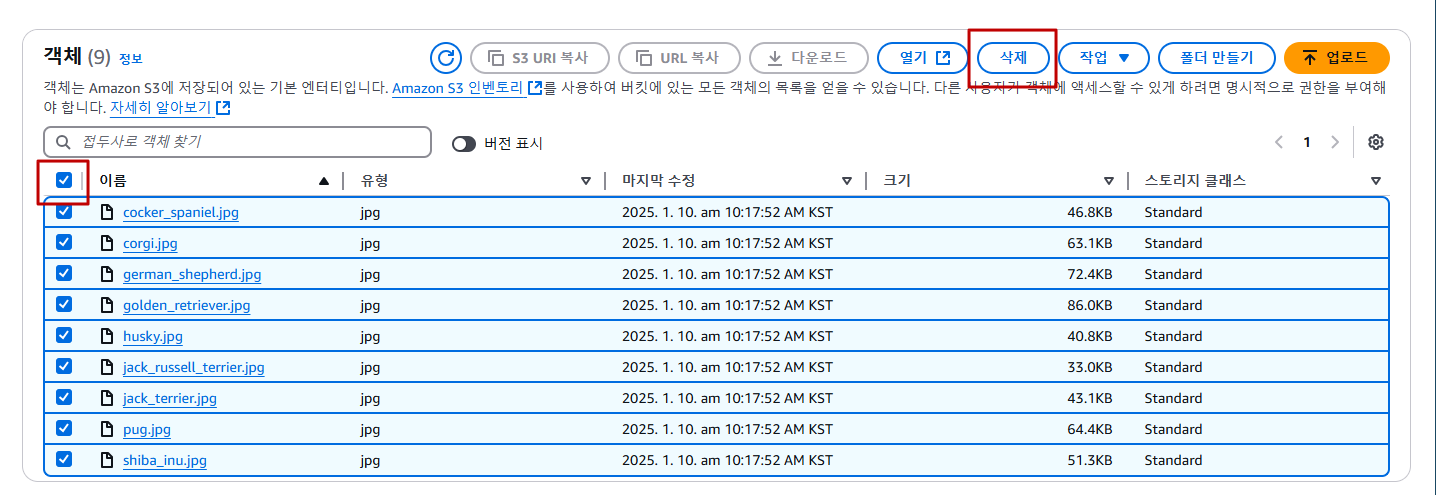 객체 (9) 정보
S3 URI 복사 URL 복사 다운로드 열기 삭제 작업 폴더 만들기 업로드
객체는 Amazon S3에 저장되어 있는 기본 엔터티입니다. Amazon S3 인벤토리 를 사용하여 버킷에 있는 모든 객체의 목록을 얻을 수 있습니다. 다른 사용자가 객체에 액세스할 수 있게 하려면 명시적으로 권한을 부여해
야 합니다. 자세히 알아보기
접두사로 객체 찾기 버전 표시 1
이름 유형 마지막 수정 크기 스토리지 클래스
cocker_spaniel.jpg jpg 2025. 1. 10. am 10:17:52 AM KST 46.8KB Standard
corgi.jpg jpg 2025. 1. 10. am 10:17:52 AM KST 63.1KB Standard
german_shepherd.jpg jpg 2025. 1. 10. am 10:17:52 AM KST 72.4KB Standard
golden_retriever.jpg jpg 2025. 1. 10. am 10:17:52 AM KST 86.0KB Standard
husky.jpg jpg 2025. 1. 10. am 10:17:52 AM KST 40.8KB Standard
jack_russell_terrier.jpg jpg 2025. 1. 10. am 10:17:52 AM KST 33.0KB Standard
jack_terrier.jpg jpg 2025. 1. 10. am 10:17:52 AM KST 43.1KB Standard
pug.jpg jpg 2025. 1. 10. am 10:17:52 AM KST 64.4KB Standard
shiba_inu.jpg jpg 2025. 1. 10. am 10:17:52 AM KST 51.3KB Standard